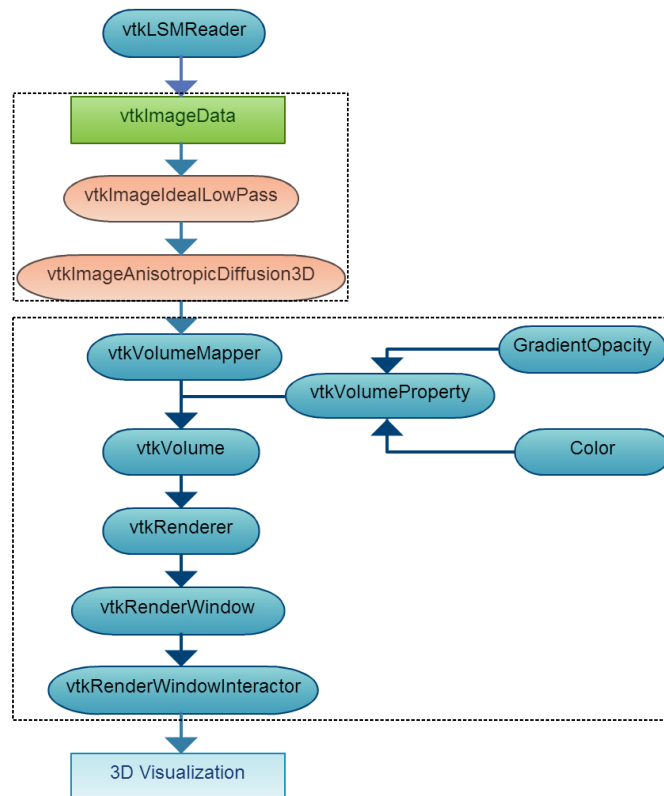 vtkLSMReader
vtkImageData
vtkImageIdealLowPass
vtkImageAnisotropicDiffusion3D
vtkVolumeMapper
GradientOpacity
vtkVolumeProperty
vtkVolume
Color
vtkRenderer
vtkRenderWindow
vtkRenderWindowInteractor
3D Visualization